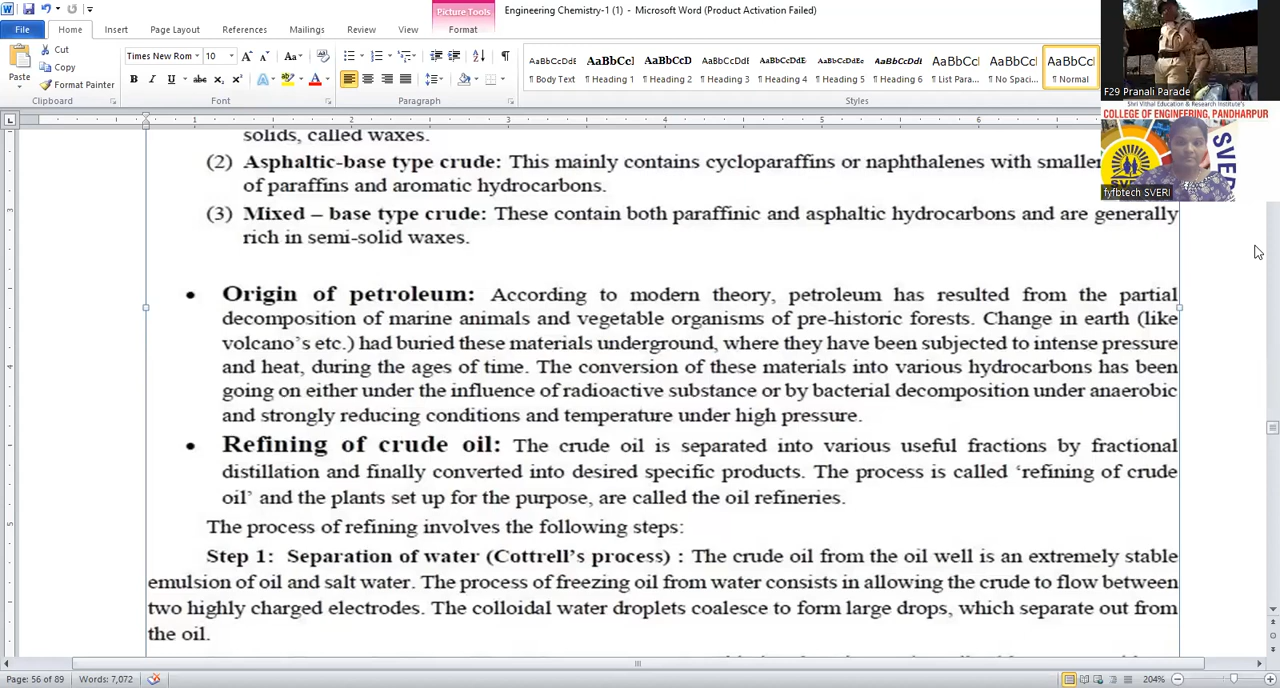 Engineering Chemistry-1 (1) - Microsoft Word (Product Activation Failed)
Picture Tools
File Home Insert Page Layout References Mailings Review View Format
Cut
Copy
Format Painter
Paste
Clipboard
Times New Rom 10
B I U abc
Font
Paragraph
AaBbCcDdE ¶ Body Text
AaBbCc] ¶ Heading 1
AaBbCcD ¶ Heading 2
AaBbCcDd ¶ Heading 3
AaBbCcDdE ¶ Heading 4
AaBbCcDdEe ¶ Heading 5
AaBbCcDd ¶ Heading 6
AaBbCcI ¶ List Para...
AaBbCcI ¶ No Spaci...
AaBbCcI ¶ Normal
Styles
F29 Pranali Parade
Shri Vithal Education & Research Institute's
COLLEGE OF ENGINEERING, PANDHARPUR
SVERI
fyfbtech SVERI
solids, called waxes.
(2) Asphaltic-base type crude: This mainly contains cycloparaffins or naphthalenes with smaller
of paraffins and aromatic hydrocarbons.
(3) Mixed – base type crude: These contain both paraffinic and asphaltic hydrocarbons and are generally
rich in semi-solid waxes.
• Origin of petroleum: According to modern theory, petroleum has resulted from the partial
decomposition of marine animals and vegetable organisms of pre-historic forests. Change in earth (like
volcano's etc.) had buried these materials underground, where they have been subjected to intense pressure
and heat, during the ages of time. The conversion of these materials into various hydrocarbons has been
going on either under the influence of radioactive substance or by bacterial decomposition under anaerobic
and strongly reducing conditions and temperature under high pressure.
• Refining of crude oil: The crude oil is separated into various useful fractions by fractional
distillation and finally converted into desired specific products. The process is called 'refining of crude
oil' and the plants set up for the purpose, are called the oil refineries.
The process of refining involves the following steps:
Step 1: Separation of water (Cottrell's process) : The crude oil from the oil well is an extremely stable
emulsion of oil and salt water. The process of freezing oil from water consists in allowing the crude to flow between
two highly charged electrodes. The colloidal water droplets coalesce to form large drops, which separate out from
the oil.
Page: 56 of 89 Words: 7,072 204%